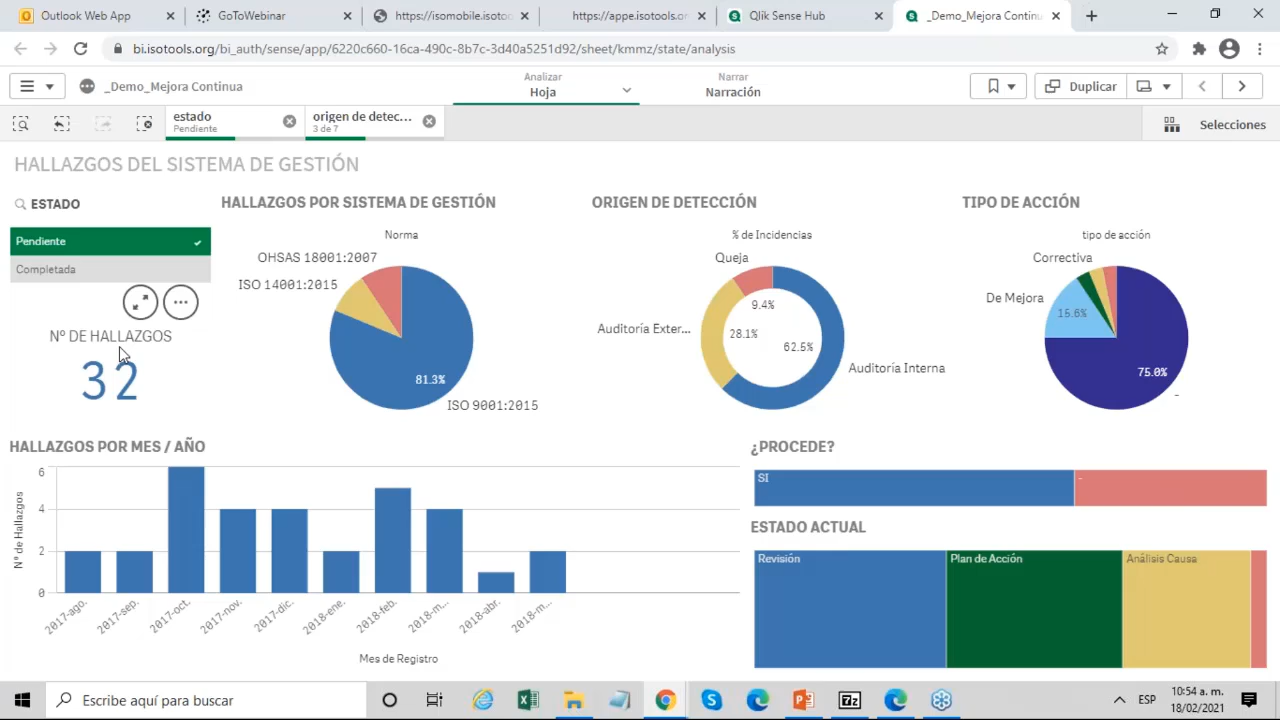 Outlook Web App
GoToWebinar
https://isomobile.isotoo
https://appe.isotools.or
Qlik Sense Hub
_Demo_Mejora Continu
bi.isotools.org/bi_auth/sense/app/6220c660-16ca-490c-8b7c-3d40a5251d92/sheet/kmmz/state/analysis
_Demo_Mejora Continua
Analizar
Hoja
Narrar
Narración
Duplicar
estado
Pendiente
origen de detec...
3 de 7
Selecciones
HALLAZGOS DEL SISTEMA DE GESTIÓN
ESTADO
Pendiente
Completada
Nº DE HALLAZGOS
32
HALLAZGOS POR SISTEMA DE GESTIÓN
Norma
OHSAS 18001:2007
ISO 14001:2015
81.3%
ISO 9001:2015
ORIGEN DE DETECCIÓN
% de Incidencias
Queja
9.4%
Auditoría Exter...
28.1%
62.5%
Auditoría Interna
TIPO DE ACCIÓN
tipo de acción
Correctiva
De Mejora
15.6%
75.0%
-
HALLAZGOS POR MES / AÑO
Nº de Hallazgos
6
4
2
0
2017-ago.
2017-sep.
2017-oct.
2017-nov.
2017-dic.
2018-ene.
2018-feb.
2018-m...
2018-abr.
2018-m...
Mes de Registro
¿PROCEDE?
SI
-
ESTADO ACTUAL
Revisión
Plan de Acción
Análisis Causa
Escribe aquí para buscar
ESP
10:54 a. m.
18/02/2021